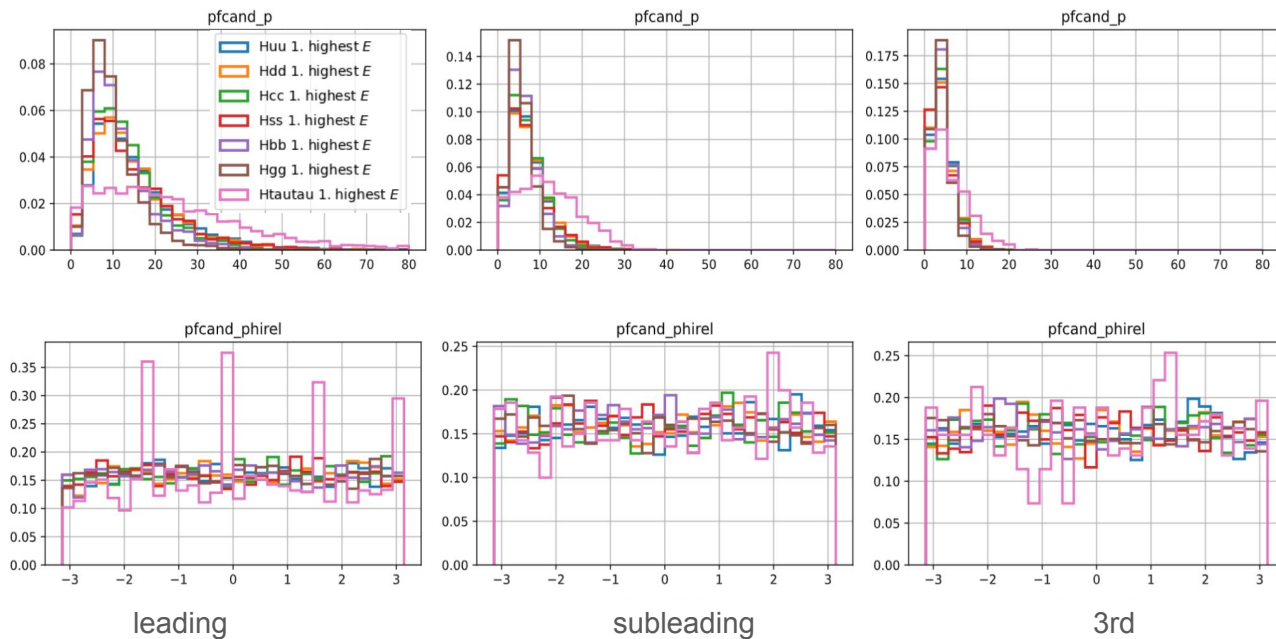 pfcand_p
pfcand_p
pfcand_p
0.08
0.06
0.04
0.02
0.00
0 10 20 30 40 50 60 70 80
Huu 1. highest E
Hdd 1. highest E
Hcc 1. highest E
Hss 1. highest E
Hbb 1. highest E
Hgg 1. highest E
Htautau 1. highest E
0.14
0.12
0.10
0.08
0.06
0.04
0.02
0.00
0 10 20 30 40 50 60 70 80
0.175
0.150
0.125
0.100
0.075
0.050
0.025
0.000
0 10 20 30 40 50 60 70 80
pfcand_phirel
pfcand_phirel
pfcand_phirel
0.35
0.30
0.25
0.20
0.15
0.10
0.05
0.00
−3 −2 −1 0 1 2 3
0.25
0.20
0.15
0.10
0.05
0.00
−3 −2 −1 0 1 2 3
0.25
0.20
0.15
0.10
0.05
0.00
−3 −2 −1 0 1 2 3
leading
subleading
3rd